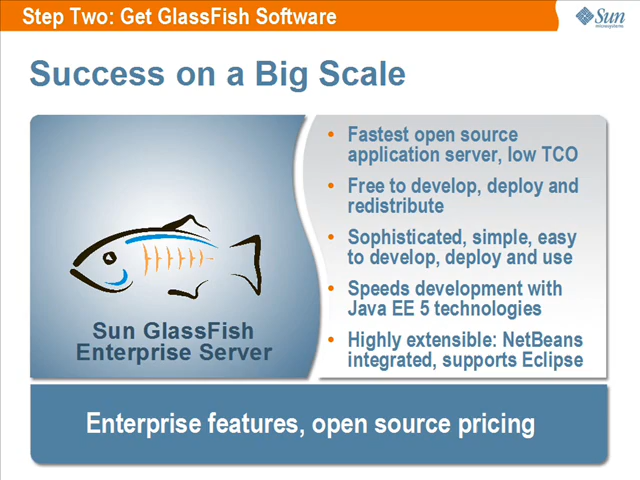 Step Two: Get GlassFish Software
Sun
microsystems
Success on a Big Scale
• Fastest open source
application server, low TCO
• Free to develop, deploy and
redistribute
• Sophisticated, simple, easy
to develop, deploy and use
• Speeds development with
Java EE 5 technologies
• Highly extensible: NetBeans
integrated, supports Eclipse
Sun GlassFish
Enterprise Server
Enterprise features, open source pricing